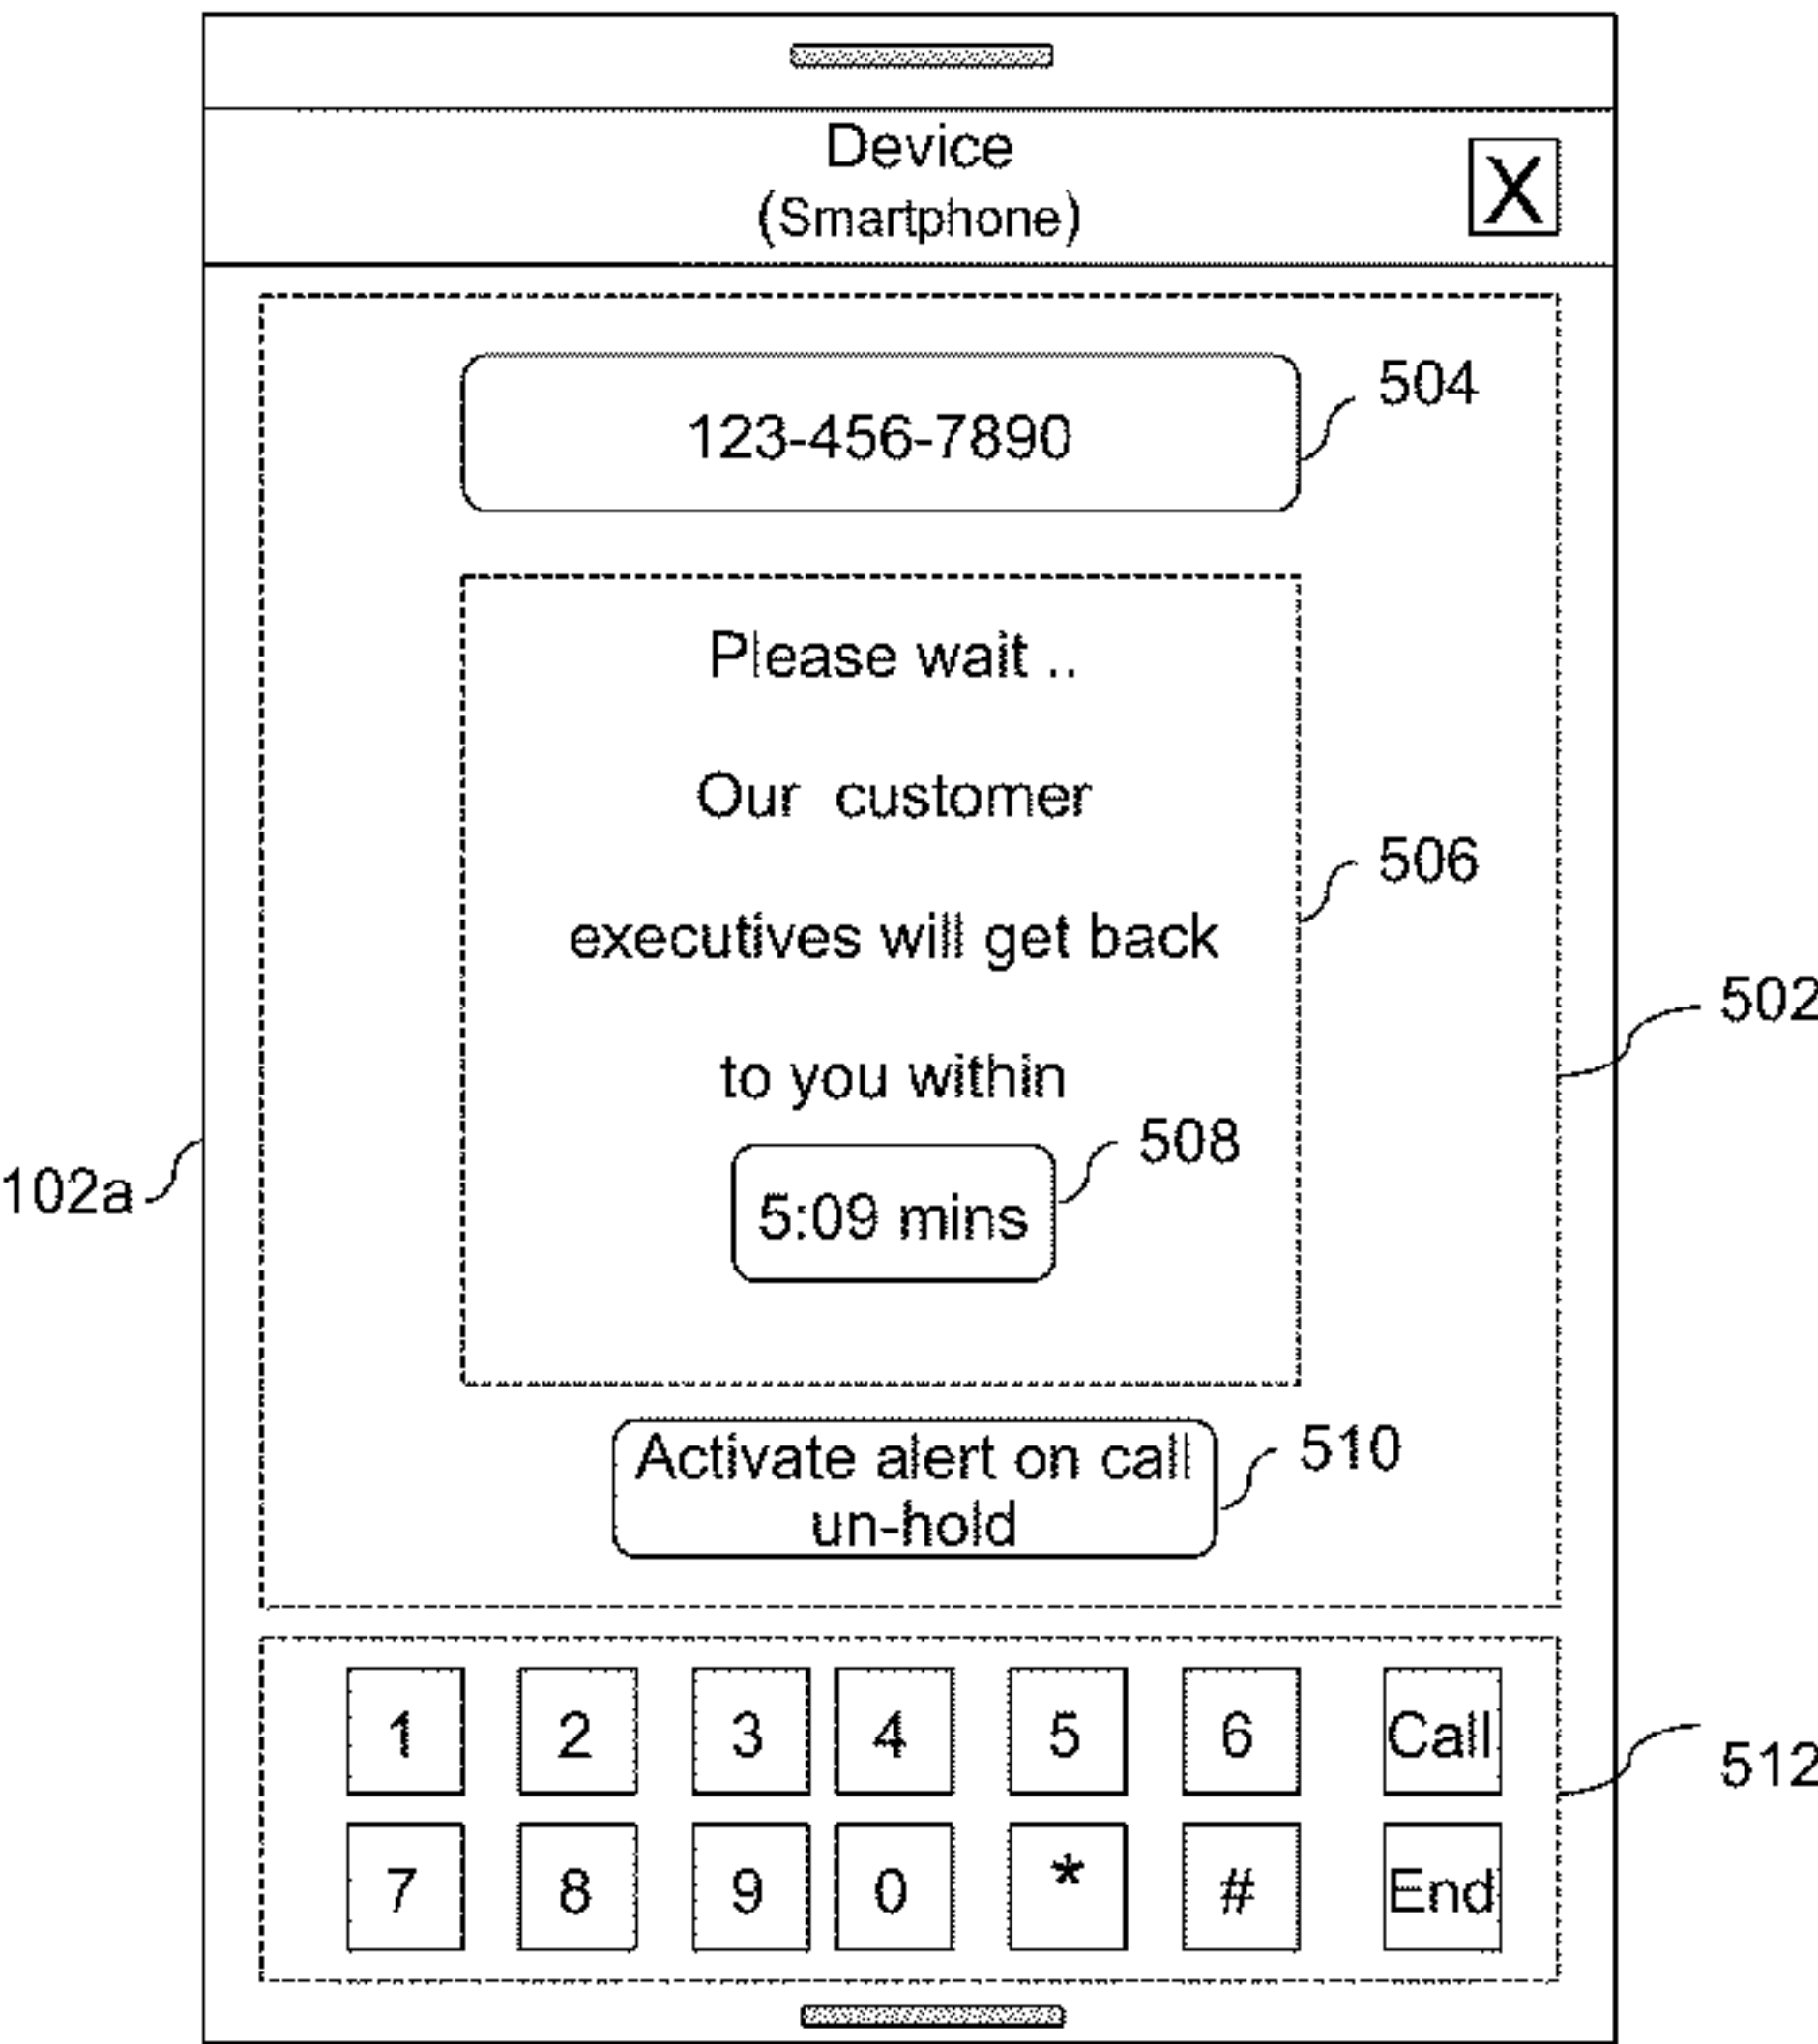 Device
X
(Smartphone)
123-456-7890
504
Please wait ..
Our customer
506
executives will get back
502
to you within
508
102a
5:09 mins
Activate alert on call
510
un-hold
1 2 3 4 5 6 Call
512
7 8 9 0 * # End